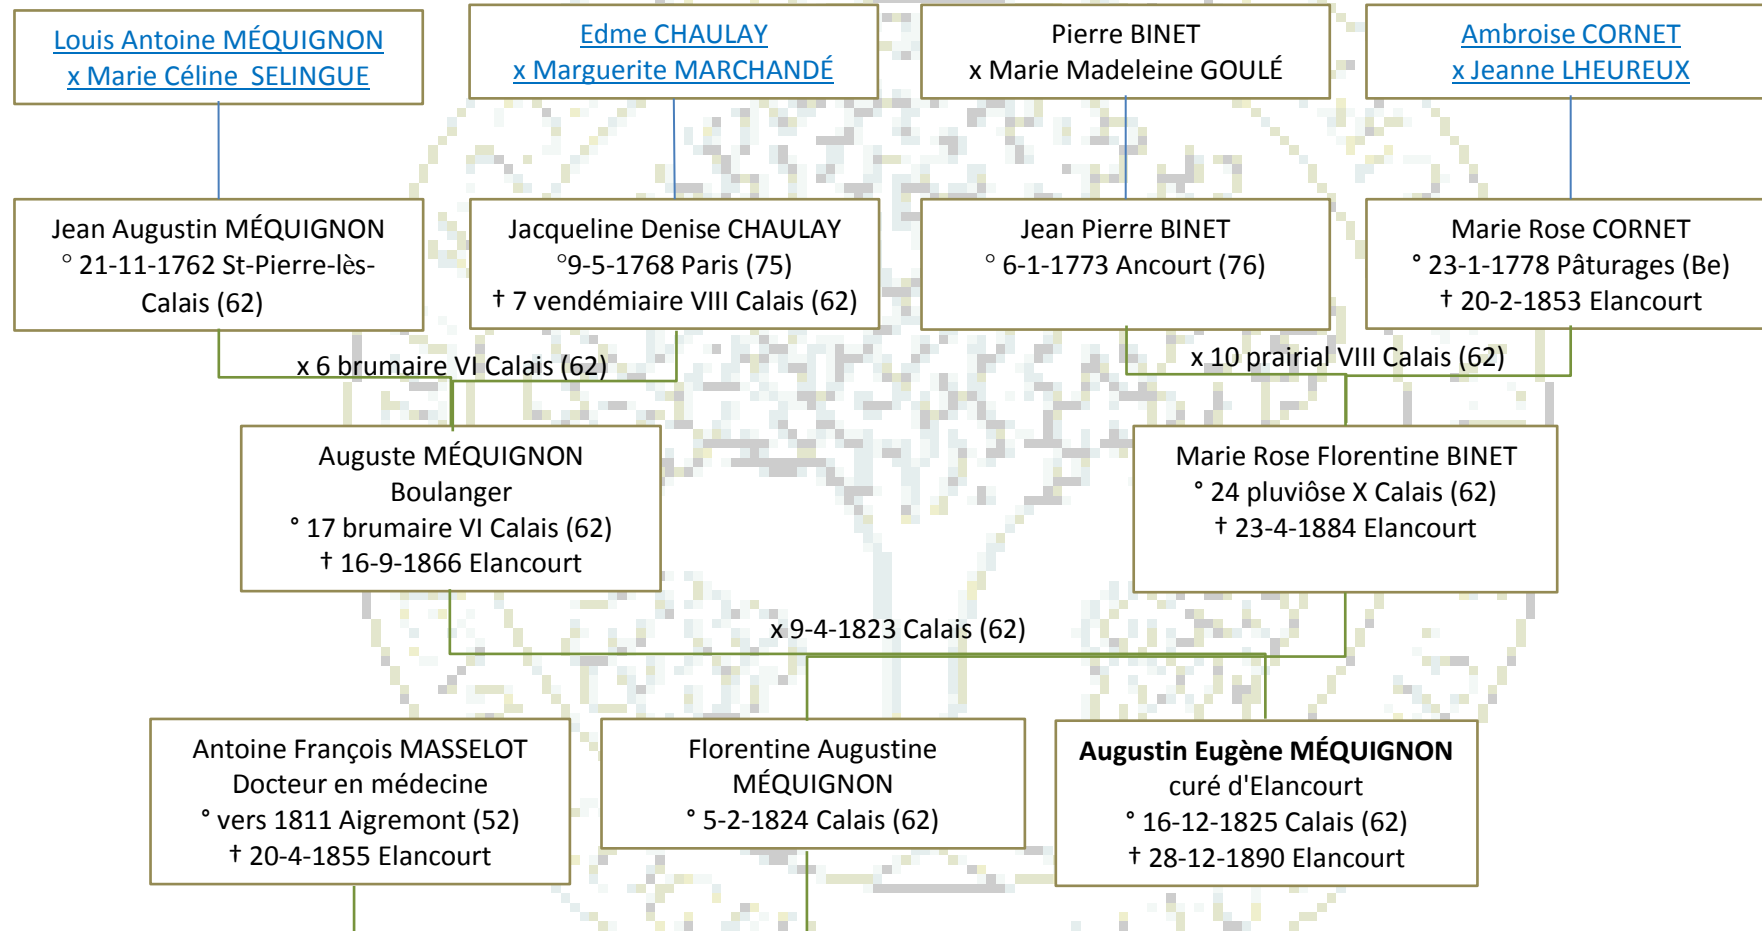 Louis Antoine MÉQUIGNON
x Marie Céline SELINGUE
Edme CHAULAY
x Marguerite MARCHANDÉ
Pierre BINET
x Marie Madeleine GOULÉ
Ambroise CORNET
x Jeanne LHEUREUX
Jean Augustin MÉQUIGNON
° 21-11-1762 St-Pierre-lès-
Calais (62)
Jacqueline Denise CHAULAY
°9-5-1768 Paris (75)
† 7 vendémiaire VIII Calais (62)
Jean Pierre BINET
° 6-1-1773 Ancourt (76)
Marie Rose CORNET
° 23-1-1778 Pâturages (Be)
† 20-2-1853 Elancourt
x 6 brumaire VI Calais (62)
x 10 prairial VIII Calais (62)
Auguste MÉQUIGNON
Boulanger
° 17 brumaire VI Calais (62)
† 16-9-1866 Elancourt
Marie Rose Florentine BINET
° 24 pluviôse X Calais (62)
† 23-4-1884 Elancourt
x 9-4-1823 Calais (62)
Antoine François MASSELOT
Docteur en médecine
° vers 1811 Aigremont (52)
† 20-4-1855 Elancourt
Florentine Augustine
MÉQUIGNON
° 5-2-1824 Calais (62)
Augustin Eugène MÉQUIGNON
curé d'Elancourt
° 16-12-1825 Calais (62)
† 28-12-1890 Elancourt